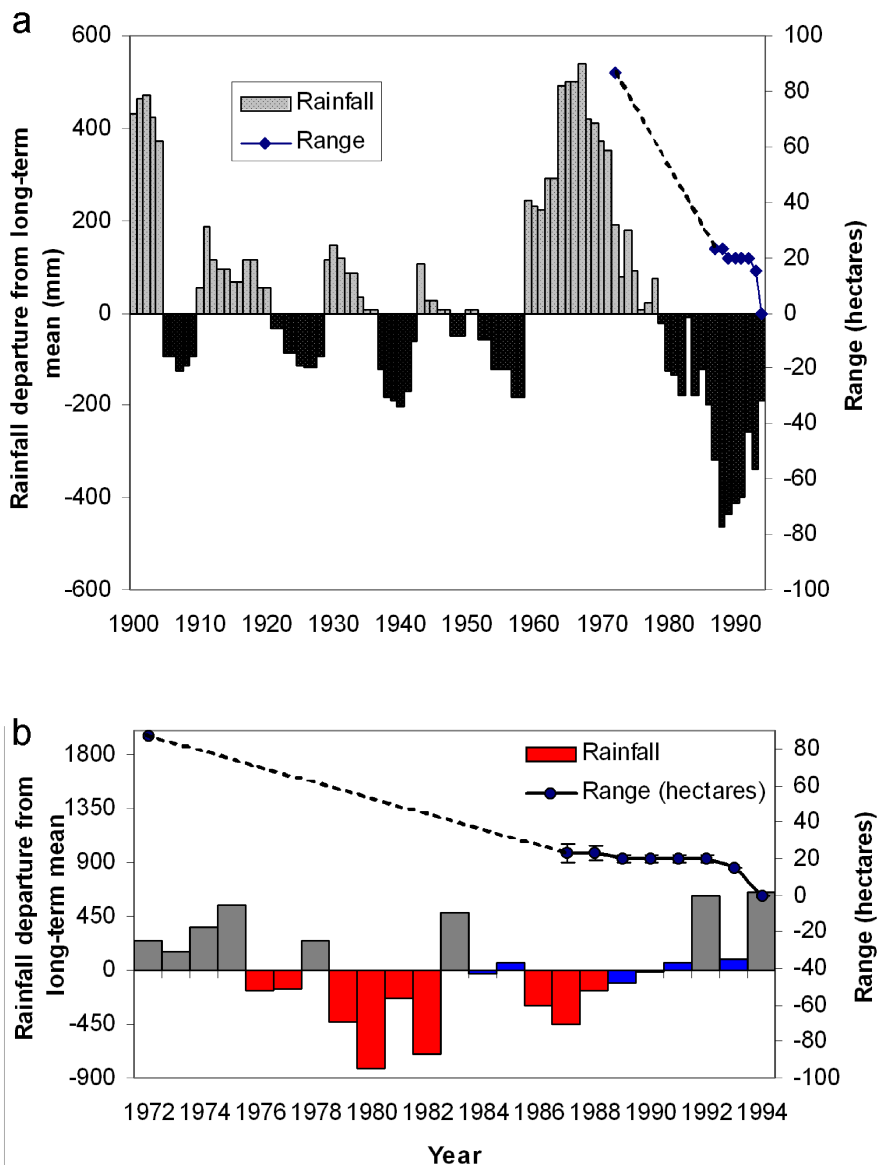 a
600
400
200
0
-200
-400
-600
Rainfall departure from long-term
mean (mm)
Rainfall
Range
100
80
60
40
20
0
-20
-40
-60
-80
-100
Range (hectares)
1900 1910 1920 1930 1940 1950 1960 1970 1980 1990
b
1800
1350
900
450
0
-450
-900
Rainfall departure from
long-term mean
Rainfall
Range (hectares)
80
60
40
20
0
-20
-40
-60
-80
-100
Range (hectares)
1972 1974 1976 1978 1980 1982 1984 1986 1988 1990 1992 1994
Year